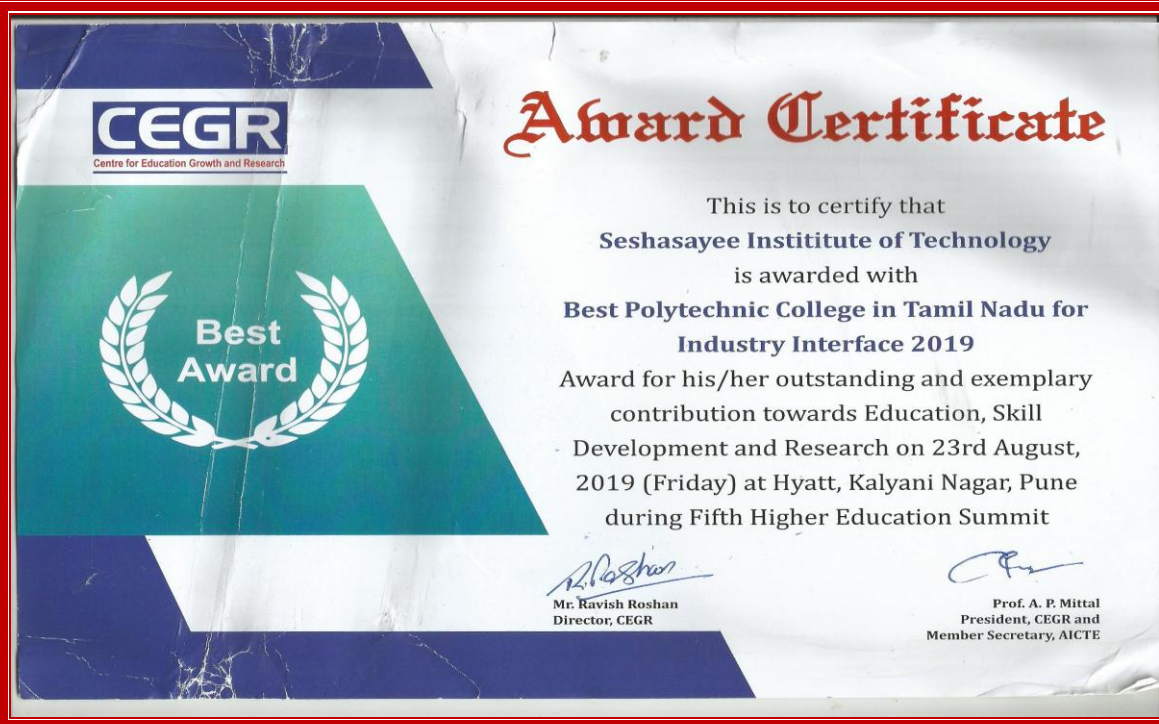 CEGR
Centre for Education Growth and Research
Best
Award
Award Certificate
This is to certify that
Seshasayee Instititute of Technology
is awarded with
Best Polytechnic College in Tamil Nadu for
Industry Interface 2019
Award for his/her outstanding and exemplary
contribution towards Education, Skill
Development and Research on 23rd August,
2019 (Friday) at Hyatt, Kalyani Nagar, Pune
during Fifth Higher Education Summit
R. Roshan
Mr. Ravish Roshan
Director, CEGR
Prof. A. P. Mittal
President, CEGR and
Member Secretary, AICTE